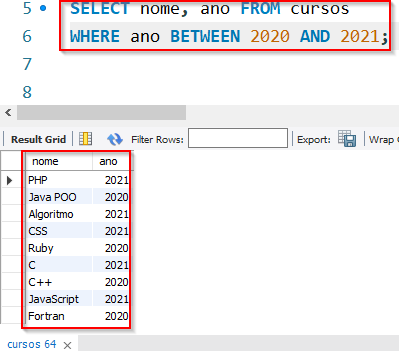 5 SELECT nome, ano FROM cursos
6 WHERE ano BETWEEN 2020 AND 2021;
7
8
Result Grid Filter Rows: Export: Wrap C
nome ano
PHP 2021
Java POO 2020
Algoritmo 2021
CSS 2021
Ruby 2020
C 2021
C++ 2020
JavaScript 2021
Fortran 2020
cursos 64 ×